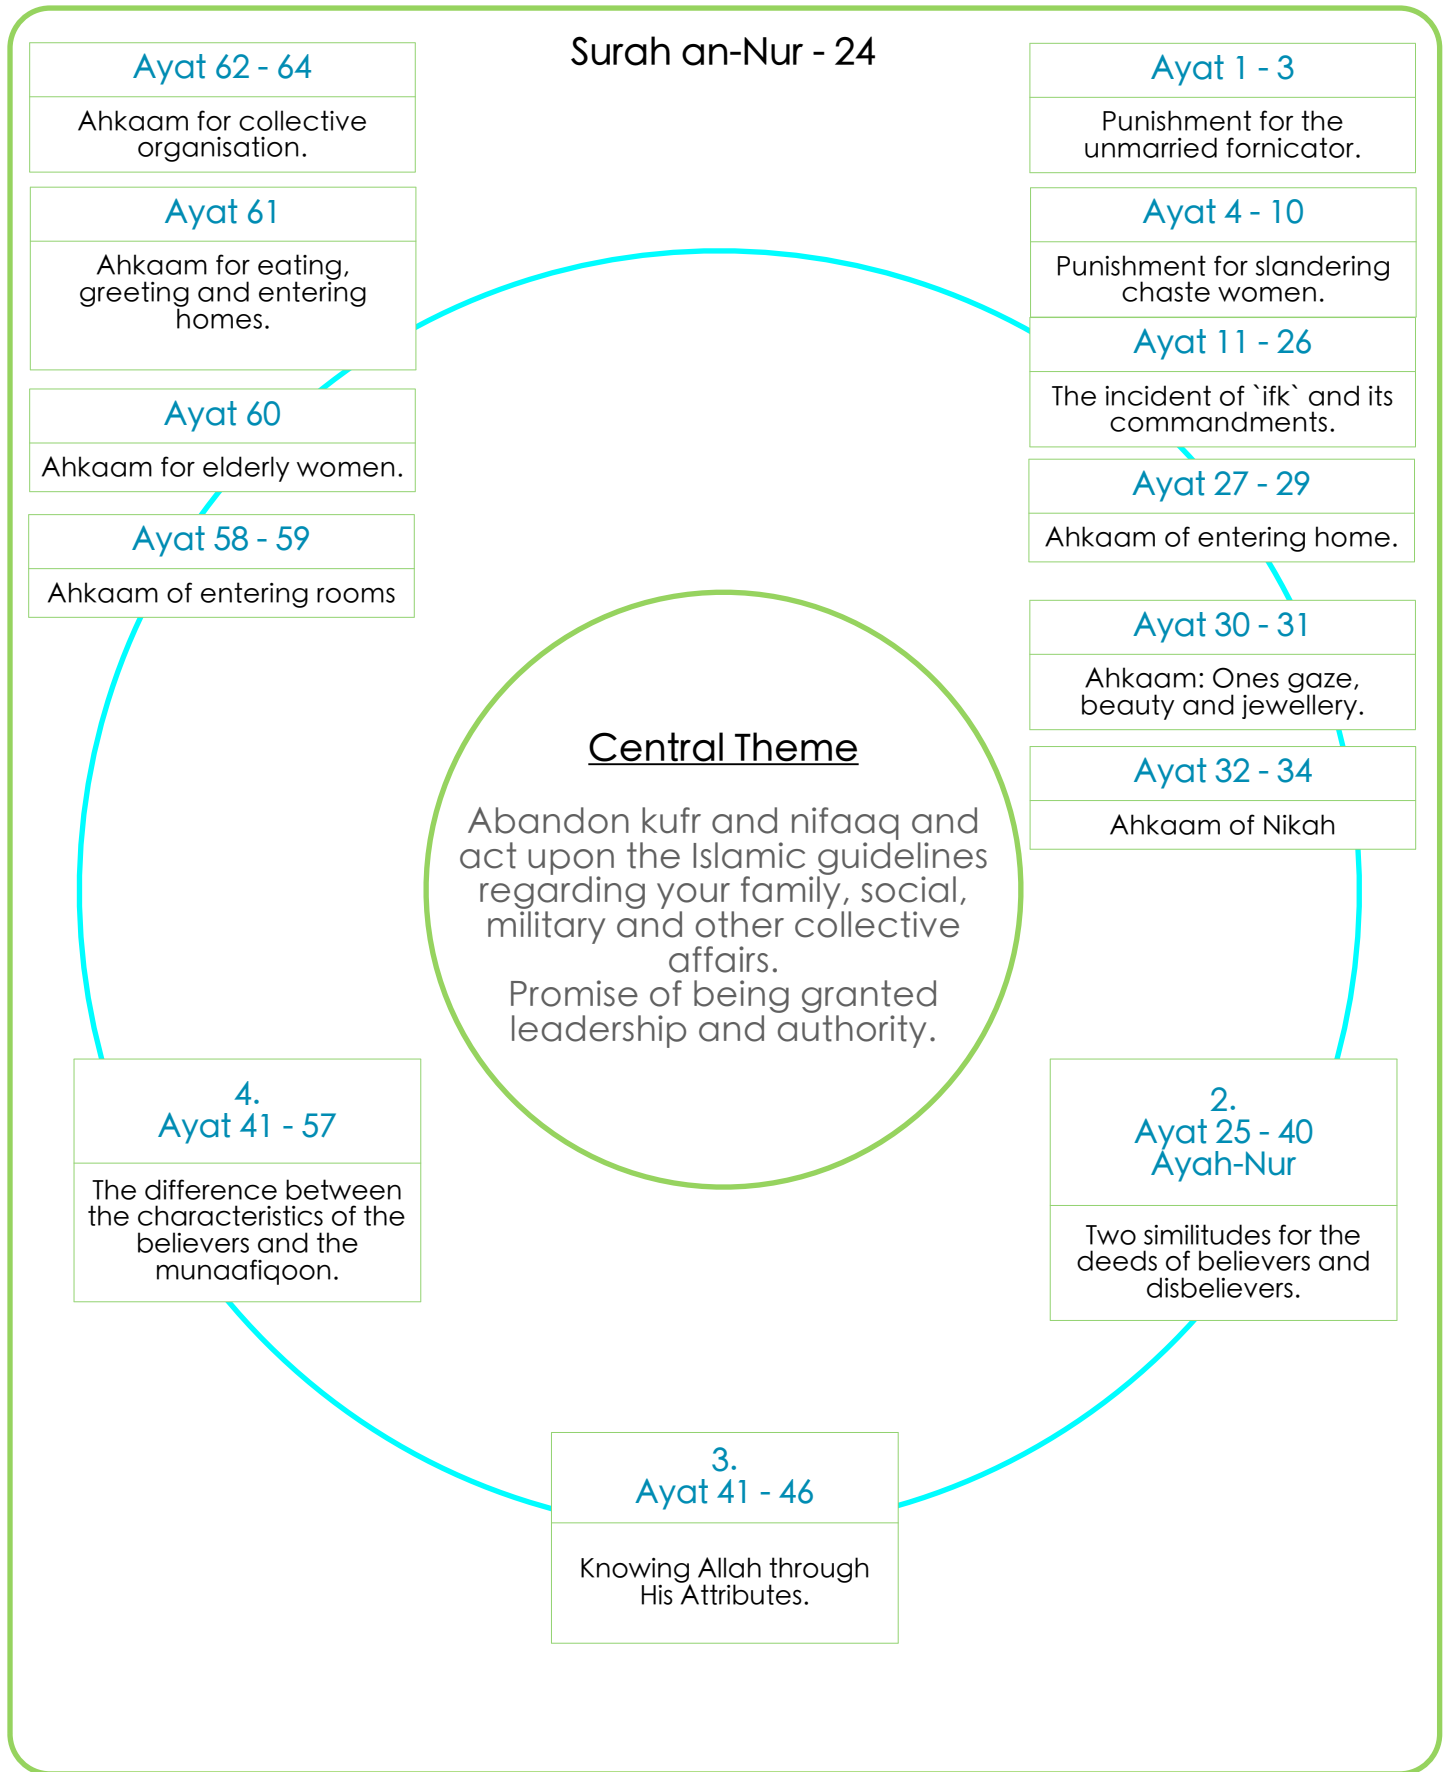 Surah an-Nur - 24
Ayat 1 - 3
Punishment for the
unmarried fornicator.
Ayat 4 - 10
Punishment for slandering
chaste women.
Ayat 11 - 26
The incident of `ifk` and its
commandments.
Ayat 27 - 29
Ahkaam of entering home.
Ayat 30 - 31
Ahkaam: Ones gaze,
beauty and jewellery.
Ayat 32 - 34
Ahkaam of Nikah
2.
Ayat 25 - 40
Ayah-Nur
Two similitudes for the
deeds of believers and
disbelievers.
3.
Ayat 41 - 46
Knowing Allah through
His Attributes.
4.
Ayat 41 - 57
The difference between
the characteristics of the
believers and the
munaafiqoon.
Ayat 58 - 59
Ahkaam of entering rooms
Ayat 60
Ahkaam for elderly women.
Ayat 61
Ahkaam for eating,
greeting and entering
homes.
Ayat 62 - 64
Ahkaam for collective
organisation.
Central Theme
Abandon kufr and nifaaq and
act upon the Islamic guidelines
regarding your family, social,
military and other collective
affairs.
Promise of being granted
leadership and authority.